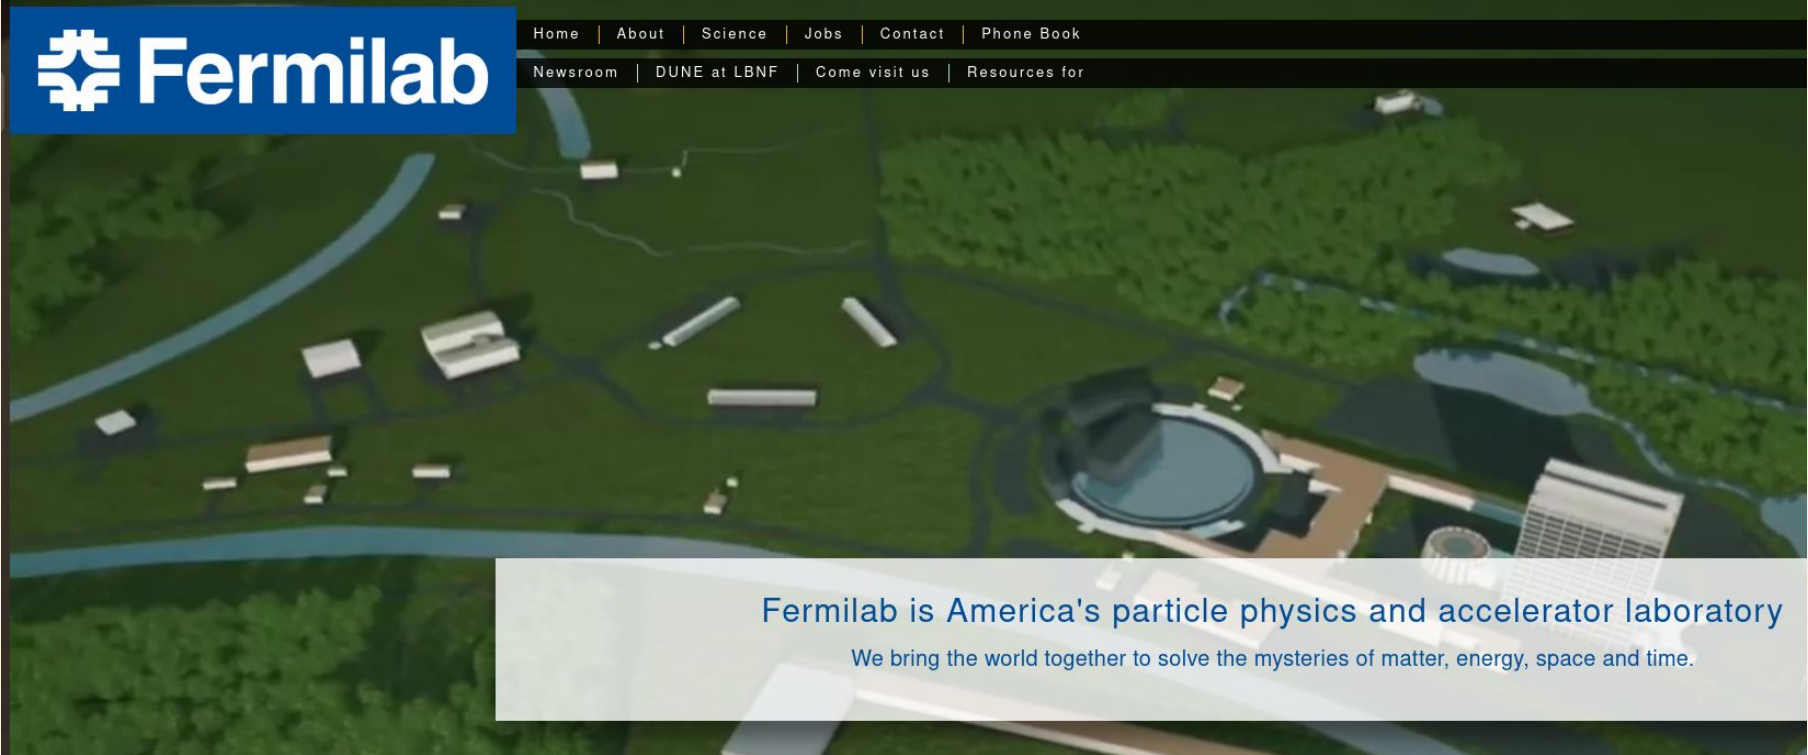 Fermilab
Home About Science Jobs Contact Phone Book
Newsroom DUNE at LBNF Come visit us Resources for
Fermilab is America's particle physics and accelerator laboratory
We bring the world together to solve the mysteries of matter, energy, space and time.